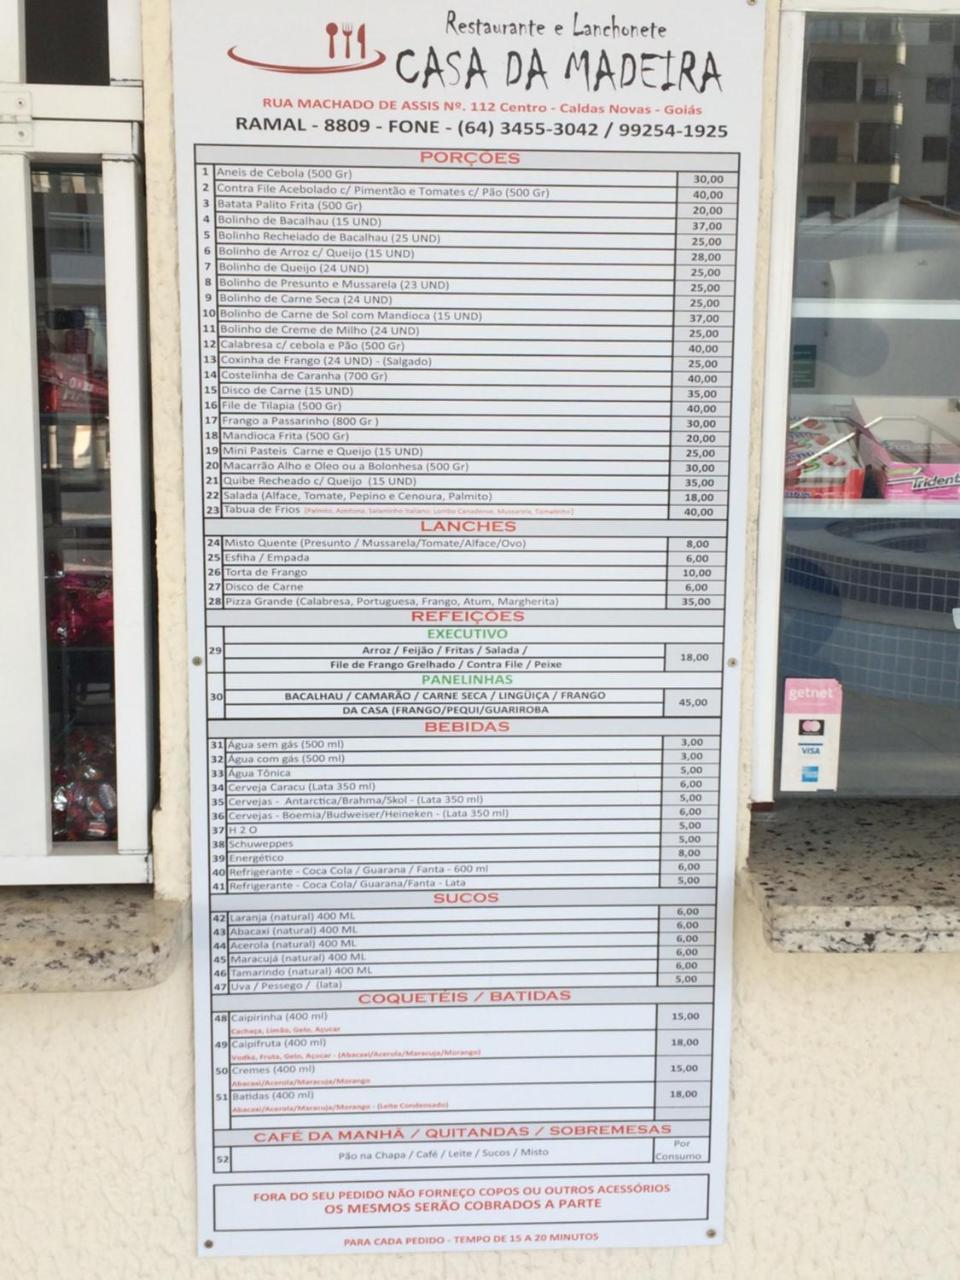 Restaurante e Lanchonete
CASA DA MADEIRA
RUA MACHADO DE ASSIS Nº. 112 Centro - Caldas Novas - Goiás
RAMAL - 8809 - FONE - (64) 3455-3042 / 99254-1925
PORÇÕES
1 Aneis de Cebola (500 Gr) 30,00
2 Contra File Acebolado c/ Pimentão e Tomates c/ Pão (500 Gr) 40,00
3 Batata Palito Frita (500 Gr) 20,00
4 Bolinho de Bacalhau (15 UND) 37,00
5 Bolinho Recheiado de Bacalhau (25 UND) 25,00
6 Bolinho de Arroz c/ Queijo (15 UND) 28,00
7 Bolinho de Queijo (24 UND) 25,00
8 Bolinho de Presunto e Mussarela (23 UND) 25,00
9 Bolinho de Carne Seca (24 UND) 25,00
10 Bolinho de Carne de Sol com Mandioca (15 UND) 37,00
11 Bolinho de Creme de Milho (24 UND) 25,00
12 Calabresa c/ cebola e Pão (500 Gr) 40,00
13 Coxinha de Frango (24 UND) - (Salgado) 25,00
14 Costelinha de Caranha (700 Gr) 40,00
15 Disco de Carne (15 UND) 35,00
16 File de Tilapia (500 Gr) 40,00
17 Frango a Passarinho (800 Gr ) 30,00
18 Mandioca Frita (500 Gr) 20,00
19 Mini Pasteis Carne e Queijo (15 UND) 25,00
20 Macarrão Alho e Oleo ou a Bolonhesa (500 Gr) 30,00
21 Quibe Recheado c/ Queijo (15 UND) 35,00
22 Salada (Alface, Tomate, Pepino e Cenoura, Palmito) 18,00
23 Tabua de Frios (Palmito, Azeitona, Salaminho Italiano, Lombo Canadense, Mussarela, Tomatinho) 40,00
LANCHES
24 Misto Quente (Presunto / Mussarela/Tomate/Alface/Ovo) 8,00
25 Esfiha / Empada 6,00
26 Torta de Frango 10,00
27 Disco de Carne 6,00
28 Pizza Grande (Calabresa, Portuguesa, Frango, Atum, Margherita) 35,00
REFEIÇÕES
EXECUTIVO
29 Arroz / Feijão / Fritas / Salada / 18,00
File de Frango Grelhado / Contra File / Peixe
PANELINHAS
30 BACALHAU / CAMARÃO / CARNE SECA / LINGÜIÇA / FRANGO 45,00
DA CASA (FRANGO/PEQUI/GUARIROBA
BEBIDAS
31 Água sem gás (500 ml) 3,00
32 Água com gás (500 ml) 3,00
33 Água Tônica 5,00
34 Cerveja Caracu (Lata 350 ml) 6,00
35 Cervejas - Antarctica/Brahma/Skol - (Lata 350 ml) 5,00
36 Cervejas - Boemia/Budweiser/Heineken - (Lata 350 ml) 6,00
37 H 2 O 5,00
38 Schuweppes 5,00
39 Energético 8,00
40 Refrigerante - Coca Cola / Guarana / Fanta - 600 ml 6,00
41 Refrigerante - Coca Cola/ Guarana/Fanta - Lata 5,00
SUCOS
42 Laranja (natural) 400 ML 6,00
43 Abacaxi (natural) 400 ML 6,00
44 Acerola (natural) 400 ML 6,00
45 Maracujá (natural) 400 ML 6,00
46 Tamarindo (natural) 400 ML 6,00
47 Uva / Pessego / (lata) 5,00
COQUETÉIS / BATIDAS
48 Caipirinha (400 ml) 15,00
Cachaça, Limão, Gelo, Açucar
49 Caipifruta (400 ml) 18,00
Vodka, Fruta, Gelo, Açucar - (Abacaxi/Acerola/Maracuja/Morango)
50 Cremes (400 ml) 15,00
Abacaxi/Acerola/Maracuja/Morango
51 Batidas (400 ml) 18,00
Abacaxi/Acerola/Maracuja/Morango - (Leite Condensado)
CAFÉ DA MANHÃ / QUITANDAS / SOBREMESAS
52 Pão na Chapa / Café / Leite / Sucos / Misto Por Consumo
FORA DO SEU PEDIDO NÃO FORNEÇO COPOS OU OUTROS ACESSÓRIOS
OS MESMOS SERÃO COBRADOS A PARTE
PARA CADA PEDIDO - TEMPO DE 15 A 20 MINUTOS
Trident
getnet
VISA